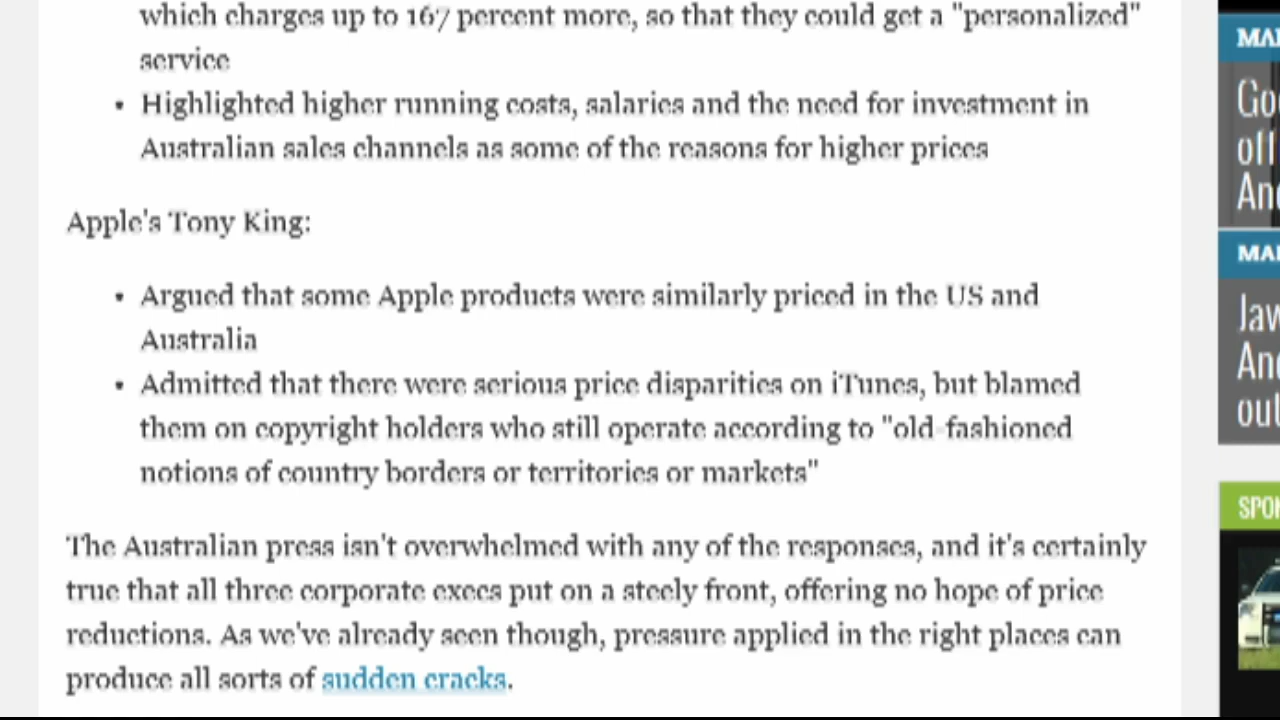 which charges up to 167 percent more, so that they could get a "personalized"
service
• Highlighted higher running costs, salaries and the need for investment in
Australian sales channels as some of the reasons for higher prices
Apple's Tony King:
• Argued that some Apple products were similarly priced in the US and
Australia
• Admitted that there were serious price disparities on iTunes, but blamed
them on copyright holders who still operate according to "old-fashioned
notions of country borders or territories or markets"
The Australian press isn't overwhelmed with any of the responses, and it's certainly
true that all three corporate execs put on a steely front, offering no hope of price
reductions. As we've already seen though, pressure applied in the right places can
produce all sorts of sudden cracks.